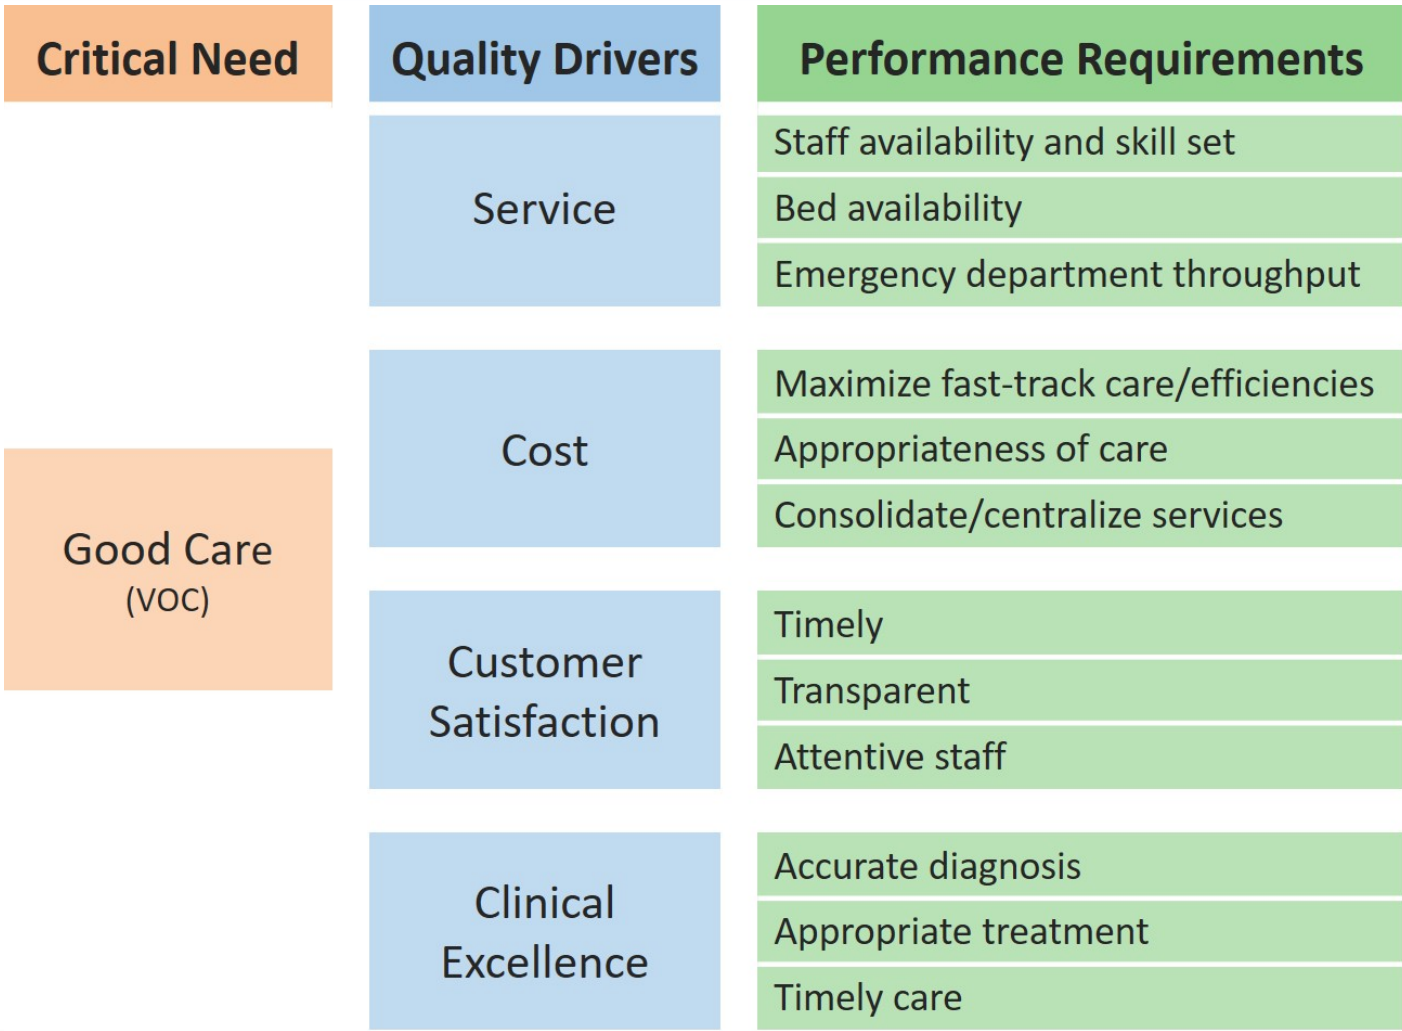 Critical Need
Quality Drivers
Performance Requirements
Good Care
(VOC)
Service
Staff availability and skill set
Bed availability
Emergency department throughput
Cost
Maximize fast-track care/efficiencies
Appropriateness of care
Consolidate/centralize services
Customer
Satisfaction
Timely
Transparent
Attentive staff
Clinical
Excellence
Accurate diagnosis
Appropriate treatment
Timely care